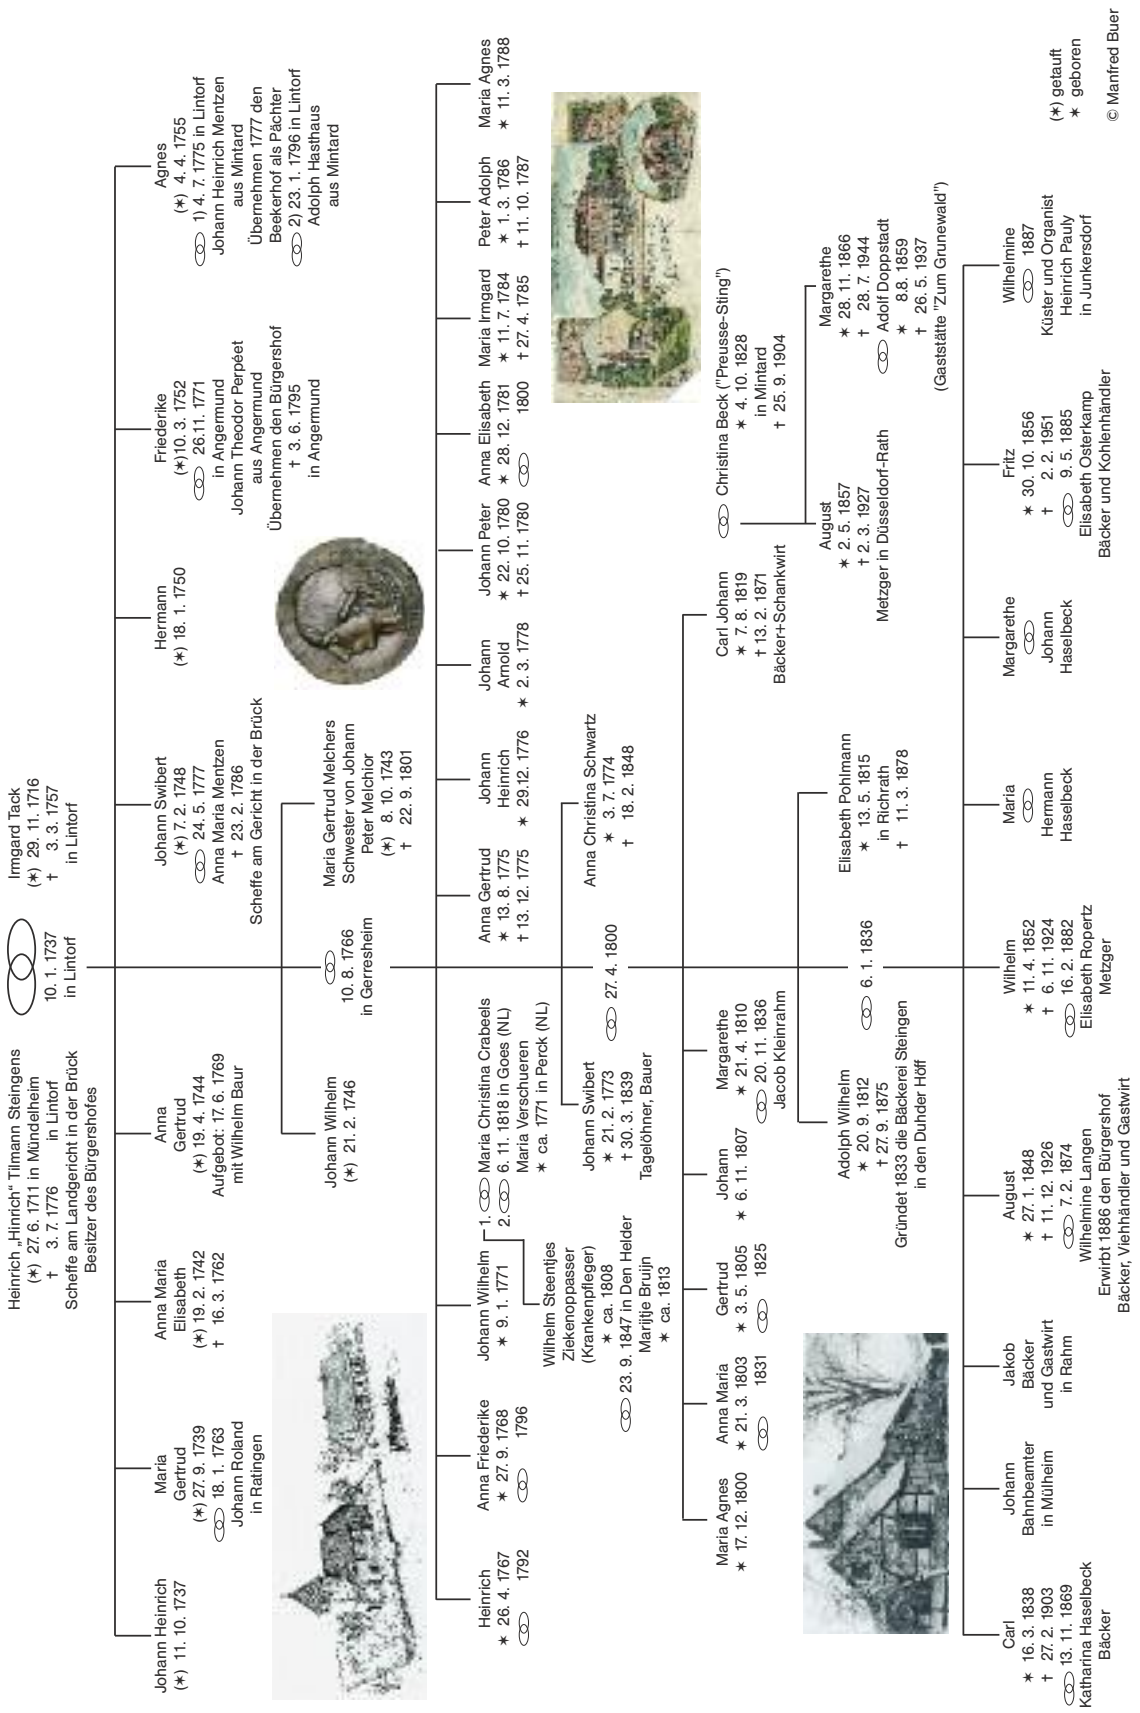 Heinrich „Hinrich“ Tilmann Steingens
(*) 27. 6. 1711 in Mündelheim
† 3. 7. 1776 in Lintorf
Scheffe am Landgericht in der Brück
Besitzer des Bürgershofes
10. 1. 1737
in Lintorf
Irmgard Tack
(*) 29. 11. 1716
† 3. 3. 1757
in Lintorf
Johann Heinrich
(*) 11. 10. 1737
Maria
Gertrud
(*) 27. 9. 1739
18. 1. 1763
Johann Roland
in Ratingen
Anna Maria
Elisabeth
(*) 19. 2. 1742
† 16. 3. 1762
Anna
Gertrud
(*) 19. 4. 1744
Aufgebot: 17. 6. 1769
mit Wilhelm Baur
Johann Swibert
(*) 7. 2. 1748
24. 5. 1777
Anna Maria Mentzen
† 23. 2. 1786
Scheffe am Gericht in der Brück
Hermann
(*) 18. 1. 1750
Friederike
(*)10. 3. 1752
26.11. 1771
in Angermund
Johann Theodor Perpéet
aus Angermund
Übernehmen den Bürgershof
† 3. 6. 1795
in Angermund
Agnes
(*) 4. 4. 1755
1) 4. 7. 1775 in Lintorf
Johann Heinrich Mentzen
aus Mintard
Übernehmen 1777 den
Beekerhof als Pächter
2) 23. 1. 1796 in Lintorf
Adolph Hasthaus
aus Mintard
Johann Wilhelm
(*) 21. 2. 1746
10. 8. 1766
in Gerresheim
Maria Gertrud Melchers
Schwester von Johann
Peter Melchior
(*) 8. 10. 1743
† 22. 9. 1801
Heinrich
* 26. 4. 1767
1792
Anna Friederike
* 27. 9. 1768
1796
Johann Wilhelm
* 9. 1. 1771
1. Maria Christina Crabeels
2. 6. 11. 1818 in Goes (NL)
Maria Verschueren
* ca. 1771 in Perck (NL)
Anna Gertrud
* 13. 8. 1775
† 13. 12. 1775
Johann
Heinrich
* 29.12. 1776
Johann
Arnold
* 2. 3. 1778
Johann Peter
* 22. 10. 1780
† 25. 11. 1780
Anna Elisabeth
* 28. 12. 1781
1800
Maria Irmgard
* 11. 7. 1784
† 27. 4. 1785
Peter Adolph
* 1. 3. 1786
† 11. 10. 1787
Maria Agnes
* 11. 3. 1788
Wilhelm Steentjes
Ziekenoppasser
(Krankenpfleger)
* ca. 1808
23. 9. 1847 in Den Helder
Marijtje Bruijn
* ca. 1813
Johann Swibert
* 21. 2. 1773
† 30. 3. 1839
Tagelöhner, Bauer
27. 4. 1800
Anna Christina Schwartz
* 3. 7. 1774
† 18. 2. 1848
Maria Agnes
* 17. 12. 1800
Anna Maria
* 21. 3. 1803
1831
Gertrud
* 3. 5. 1805
1825
Johann
* 6. 11. 1807
Margarethe
* 21. 4. 1810
20. 11. 1836
Jacob Kleinrahm
Carl Johann
* 7. 8. 1819
† 13. 2. 1871
Bäcker+Schankwirt
Christina Beck ("Preusse-Sting")
* 4. 10. 1828
in Mintard
† 25. 9. 1904
Adolph Wilhelm
* 20. 9. 1812
† 27. 9. 1875
Gründet 1833 die Bäckerei Steingen
in den Duhder Höff
6. 1. 1836
Elisabeth Pohlmann
* 13. 5. 1815
in Richrath
† 11. 3. 1878
August
* 2. 5. 1857
† 2. 3. 1927
Metzger in Düsseldorf-Rath
Margarethe
* 28. 11. 1866
† 28. 7. 1944
Adolf Doppstadt
* 8.8. 1859
† 26. 5. 1937
(Gaststätte "Zum Grunewald")
Carl
* 16. 3. 1838
† 27. 2. 1903
13. 11. 1869
Katharina Haselbeck
Bäcker
Johann
Bahnbeamter
in Mülheim
Jakob
Bäcker
und Gastwirt
in Rahm
August
* 27. 1. 1848
† 11. 12. 1926
7. 2. 1874
Wilhelmine Langen
Erwirbt 1886 den Bürgershof
Bäcker, Viehhändler und Gastwirt
Wilhelm
* 11. 4. 1852
† 6. 11. 1924
16. 2. 1882
Elisabeth Ropertz
Metzger
Maria
Hermann
Haselbeck
Margarethe
Johann
Haselbeck
Fritz
* 30. 10. 1856
† 2. 2. 1951
9. 5. 1885
Elisabeth Osterkamp
Bäcker und Kohlenhändler
Wilhelmine
1887
Küster und Organist
Heinrich Pauly
in Junkersdorf
(*) getauft
* geboren
© Manfred Buer